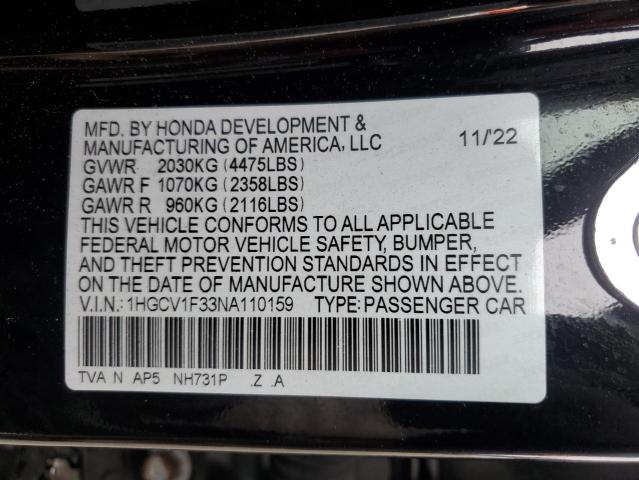 MFD. BY HONDA DEVELOPMENT &
MANUFACTURING OF AMERICA, LLC 11/'22
GVWR 2030KG (4475LBS)
GAWR F 1070KG (2358LBS)
GAWR R 960KG (2116LBS)
THIS VEHICLE CONFORMS TO ALL APPLICABLE
FEDERAL MOTOR VEHICLE SAFETY, BUMPER,
AND THEFT PREVENTION STANDARDS IN EFFECT
ON THE DATE OF MANUFACTURE SHOWN ABOVE.
V.I.N.: 1HGCV1F33NA110159 TYPE: PASSENGER CAR
TVA N AP5 NH731P .Z .A